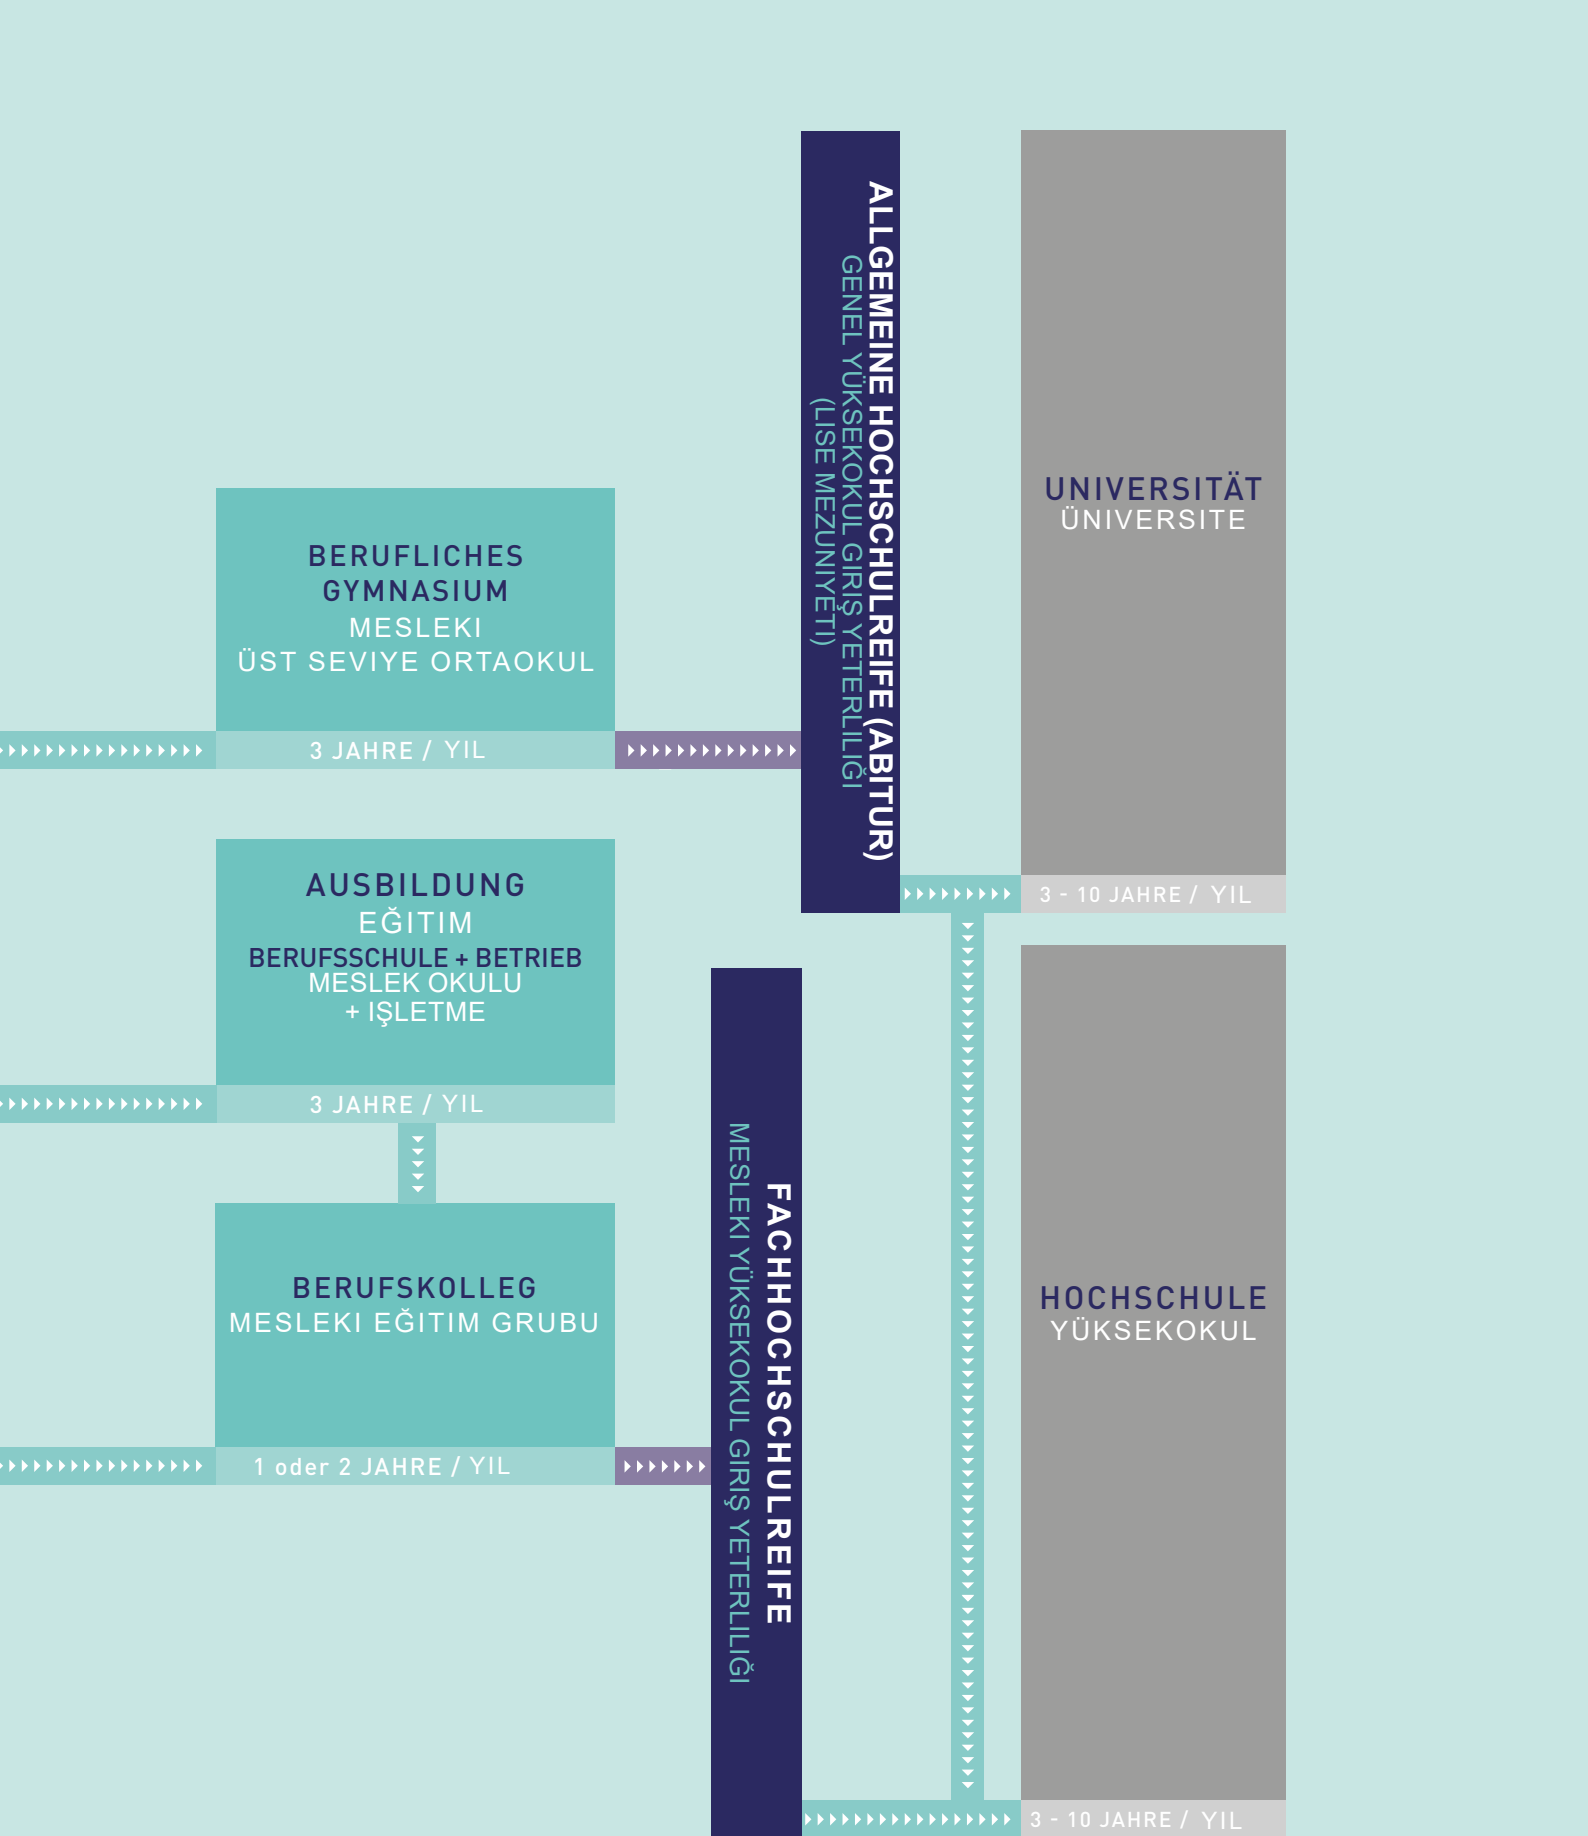 BERUFLICHES
GYMNASIUM
MESLEKI
ÜST SEVIYE ORTAOKUL
3 JAHRE / YIL
AUSBILDUNG
EĞITIM
BERUFSSCHULE + BETRIEB
MESLEK OKULU
+ IŞLETME
3 JAHRE / YIL
BERUFSKOLLEG
MESLEKI EĞITIM GRUBU
1 oder 2 JAHRE / YIL
ALLGEMEINE HOCHSCHULREIFE (ABITUR)
GENEL YÜKSEKOKUL GIRIŞ YETERLILIĞI
(LISE MEZUNIYETI)
FACHHOCHSCHULREIFE
MESLEKI YÜKSEKOKUL GIRIŞ YETERLILIĞI
UNIVERSITÄT
ÜNIVERSITE
3 - 10 JAHRE / YIL
HOCHSCHULE
YÜKSEKOKUL
3 - 10 JAHRE / YIL